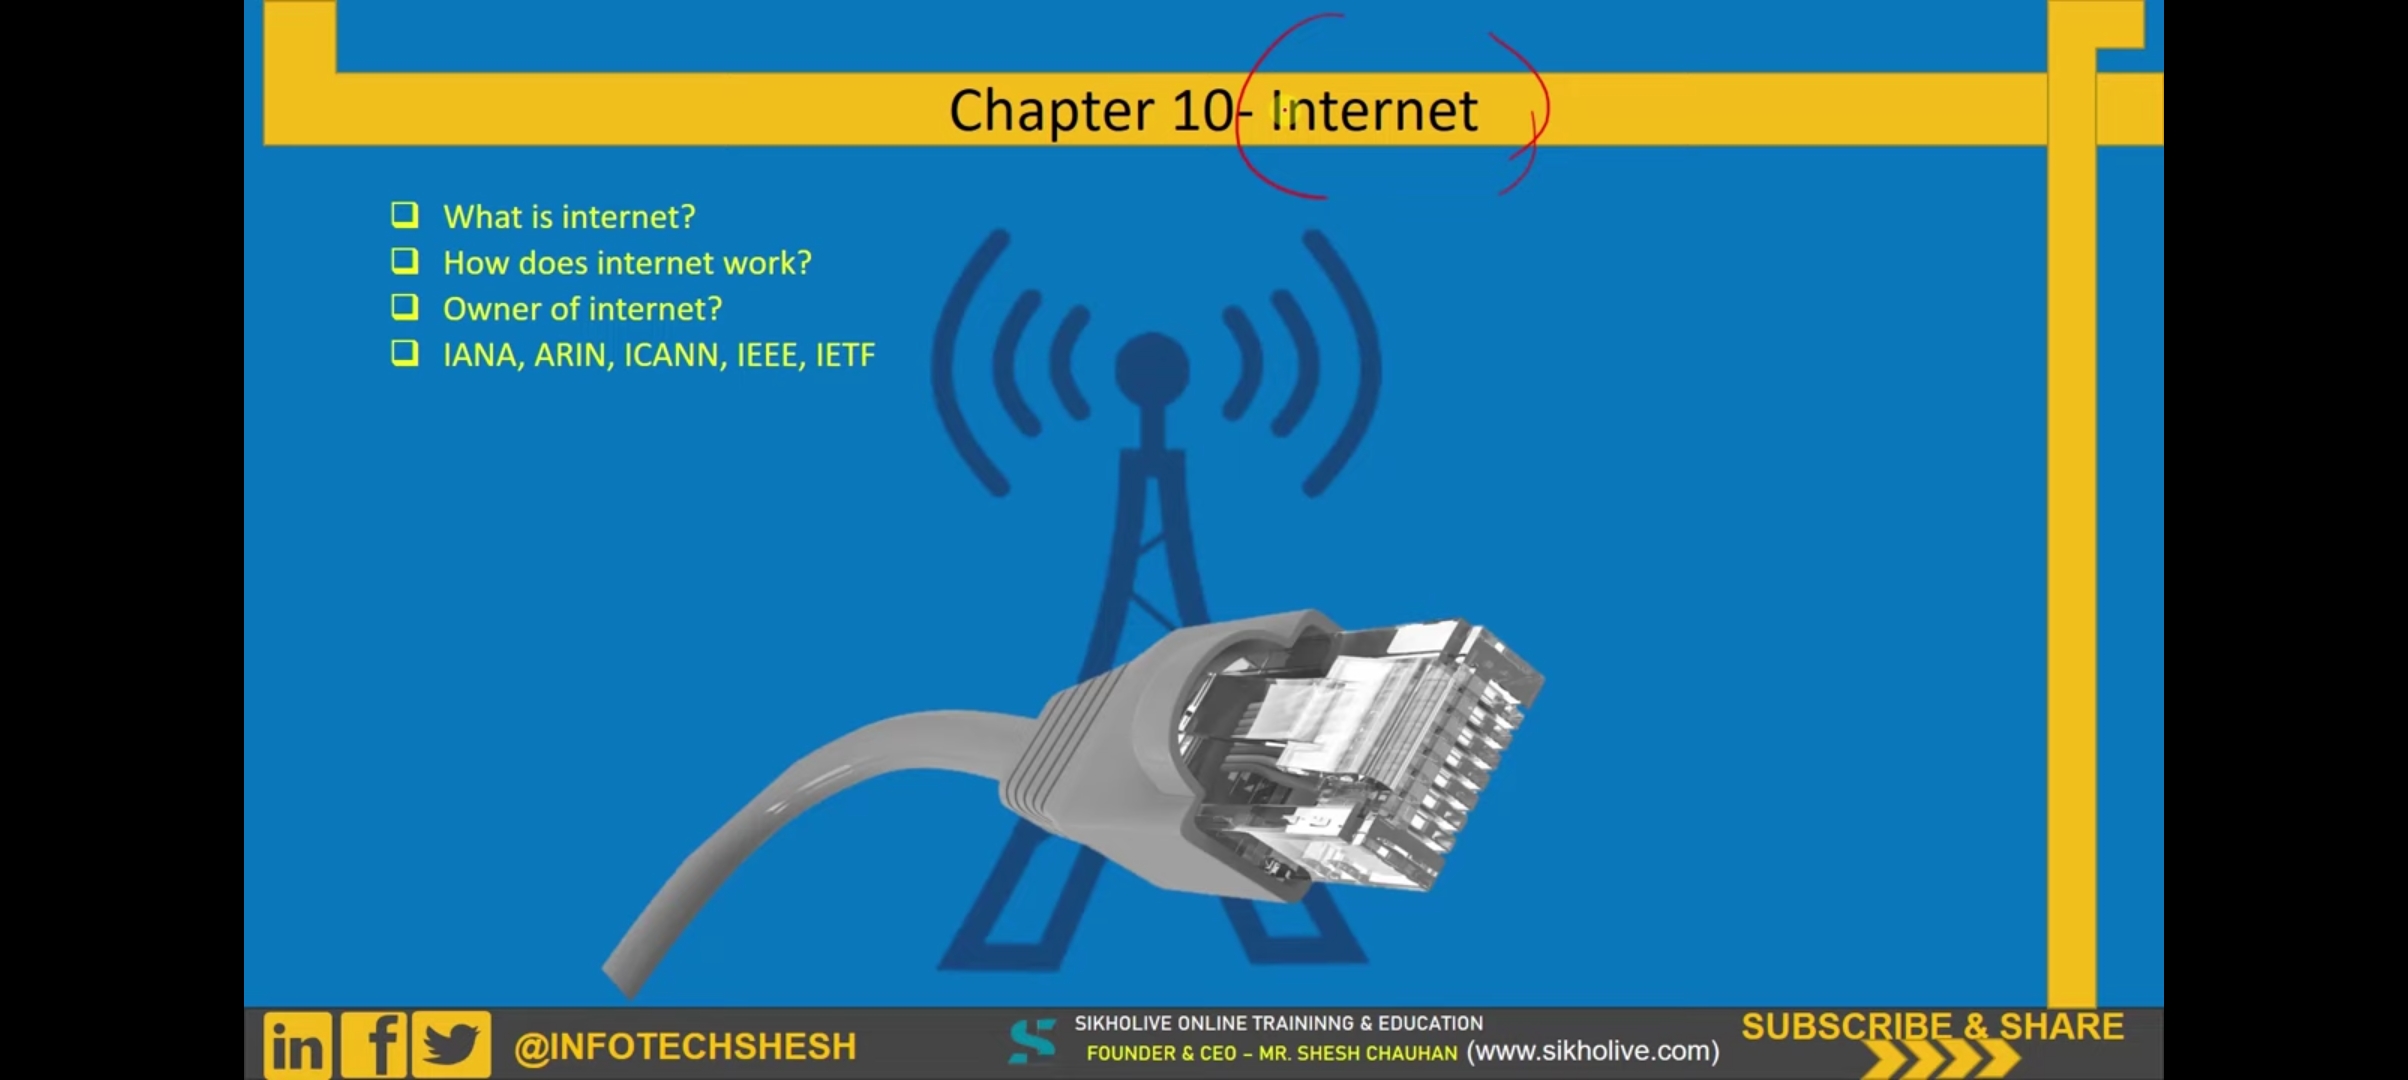 Chapter 10- Internet
What is internet?
How does internet work?
Owner of internet?
IANA, ARIN, ICANN, IEEE, IETF
in f @INFOTECHSHESH
SIKHOLIVE ONLINE TRAININNG & EDUCATION
FOUNDER & CEO – MR. SHESH CHAUHAN (www.sikholive.com)
SUBSCRIBE & SHARE